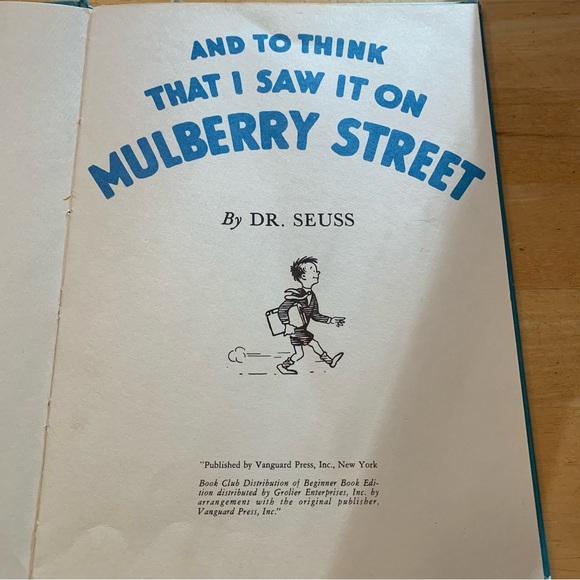 AND TO THINK
THAT I SAW IT ON
MULBERRY STREET
By DR. SEUSS
"Published by Vanguard Press, Inc., New York
Book Club Distribution of Beginner Book Edi-
tion distributed by Grolier Enterprises, Inc. by
arrangement with the original publisher,
Vanguard Press, Inc."